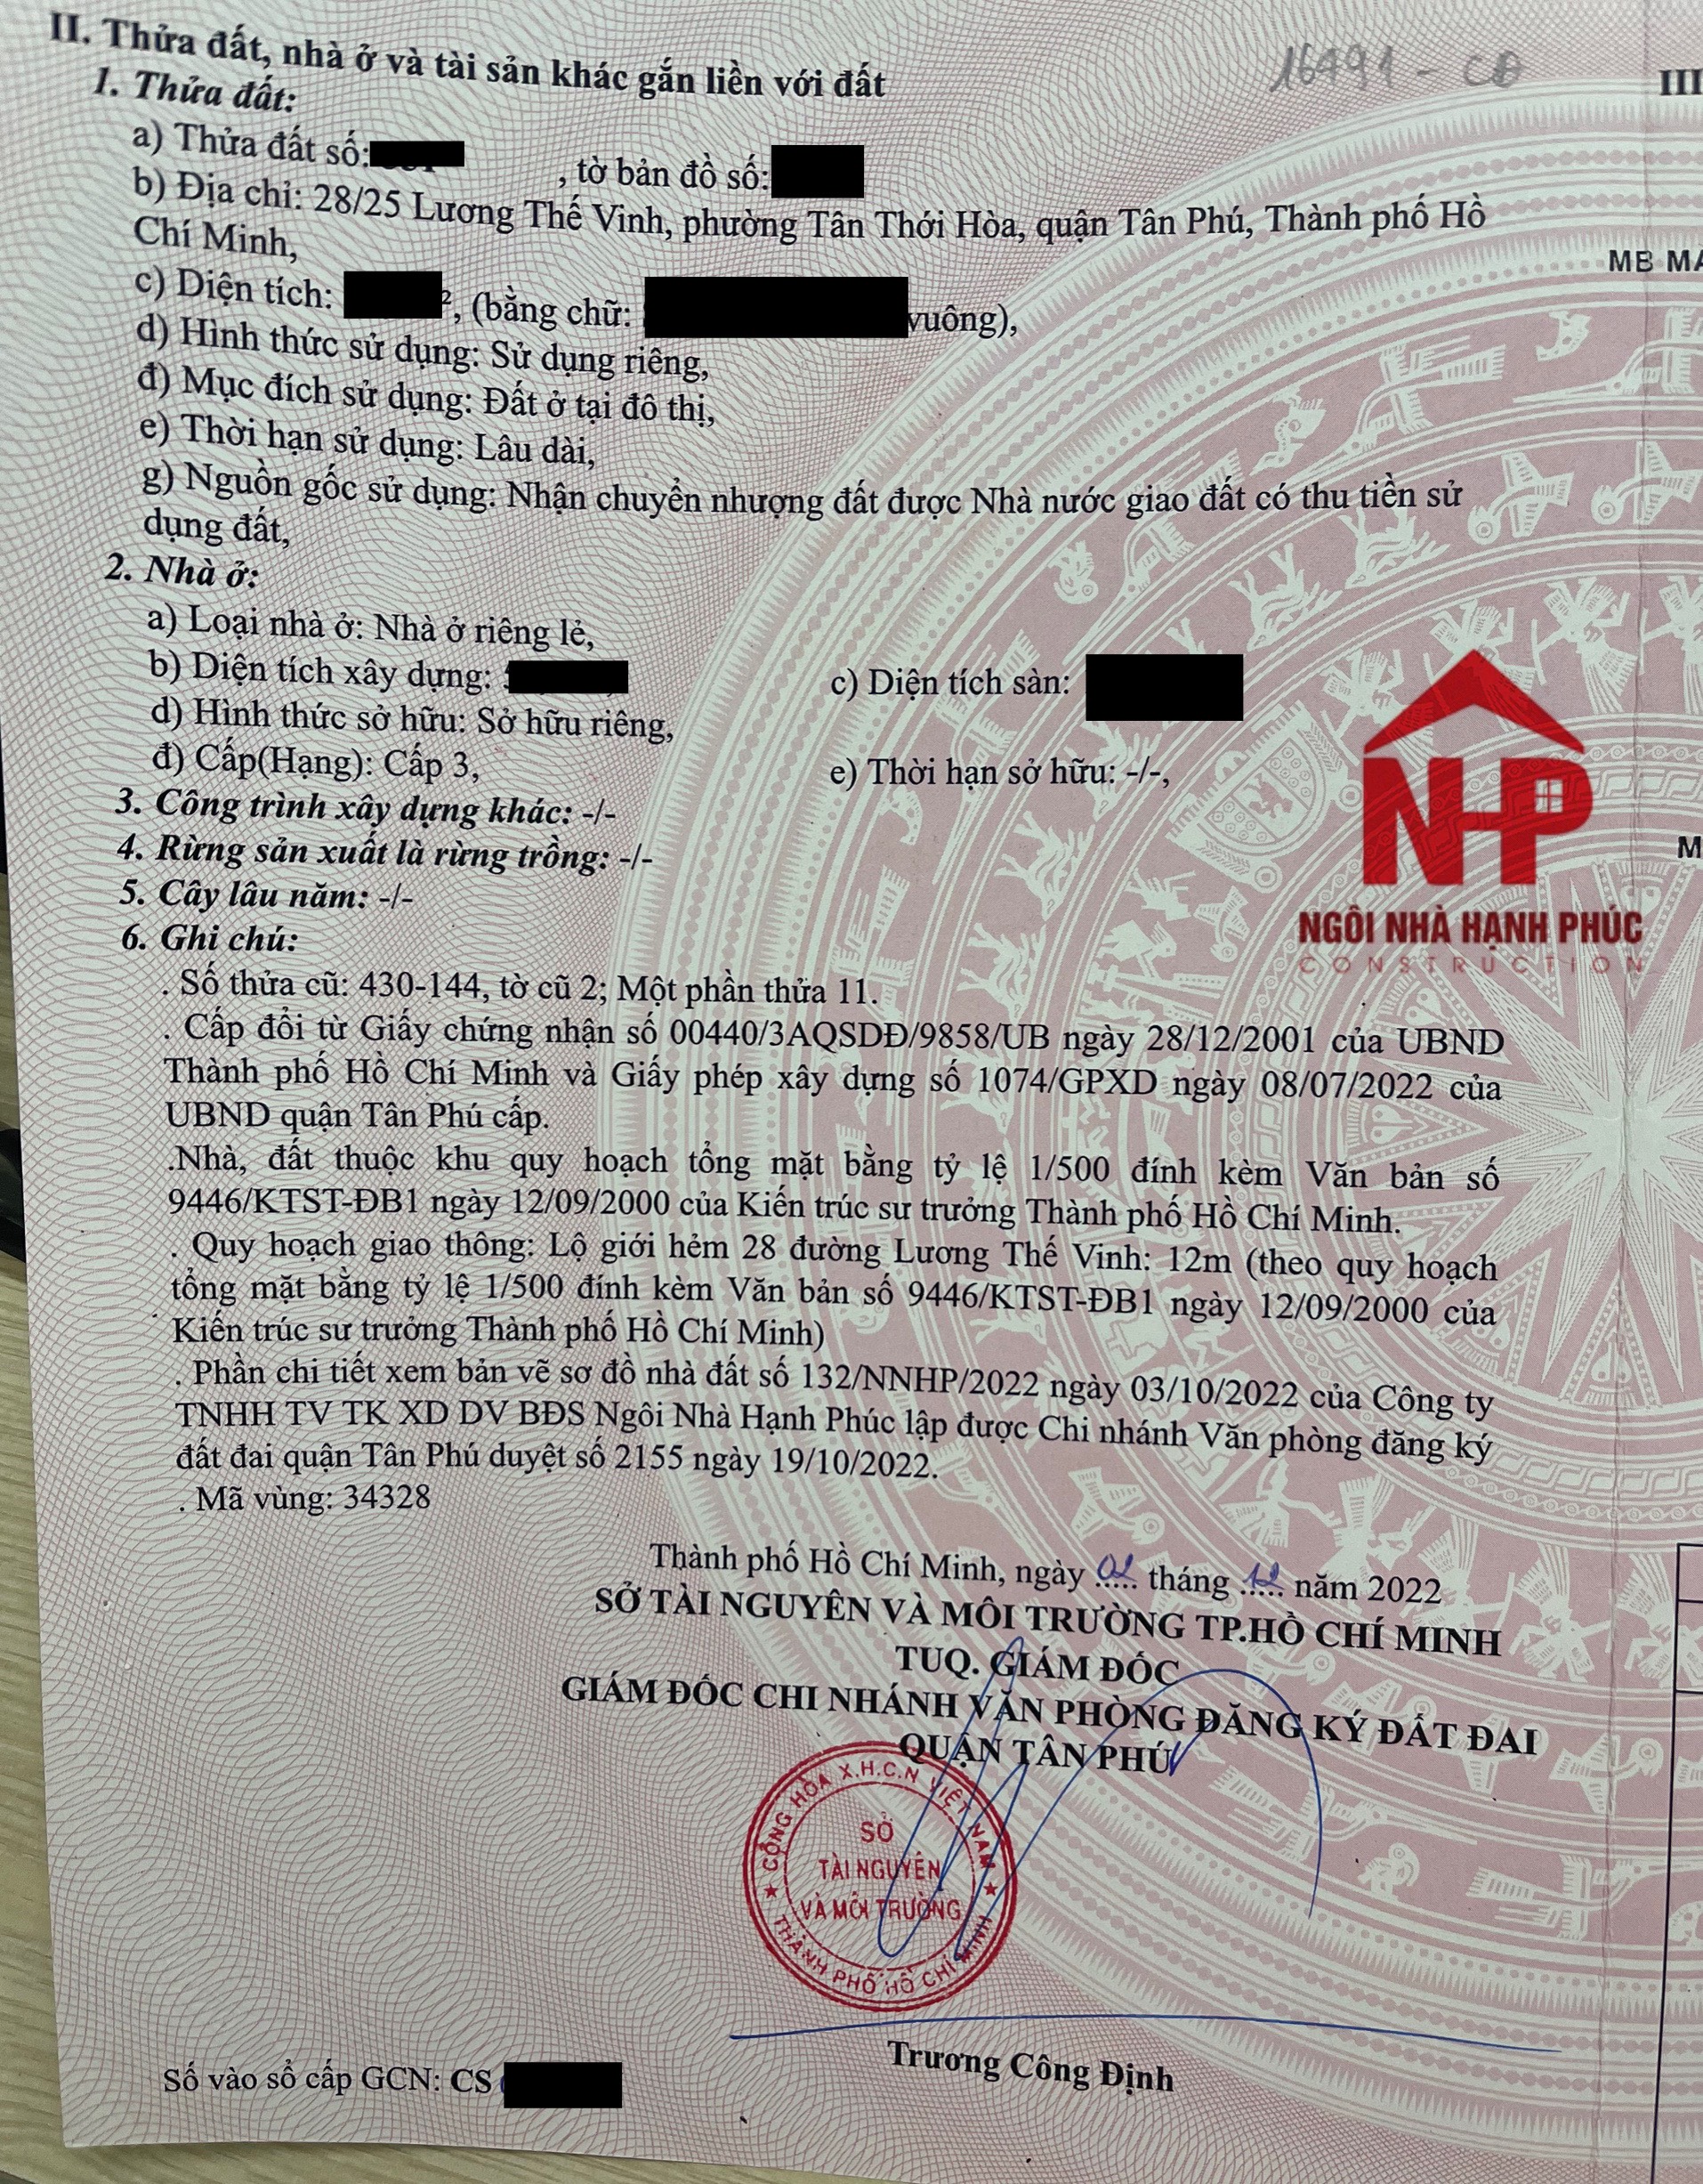 II. Thửa đất, nhà ở và tài sản khác gắn liền với đất
16491 - CĐ
III
1. Thửa đất:
a) Thửa đất số: , tờ bản đồ số:
b) Địa chỉ: 28/25 Lương Thế Vinh, phường Tân Thới Hòa, quận Tân Phú, Thành phố Hồ
Chí Minh,
MB MA
c) Diện tích: ², (bằng chữ: vuông),
d) Hình thức sử dụng: Sử dụng riêng,
đ) Mục đích sử dụng: Đất ở tại đô thị,
e) Thời hạn sử dụng: Lâu dài,
g) Nguồn gốc sử dụng: Nhận chuyển nhượng đất được Nhà nước giao đất có thu tiền sử
dụng đất,
2. Nhà ở:
a) Loại nhà ở: Nhà ở riêng lẻ,
b) Diện tích xây dựng: c) Diện tích sàn:
d) Hình thức sở hữu: Sở hữu riêng,
đ) Cấp(Hạng): Cấp 3, e) Thời hạn sở hữu: -/-,
NHP
NGÔI NHÀ HẠNH PHÚC
CONSTRUCTION
M
3. Công trình xây dựng khác: -/-
4. Rừng sản xuất là rừng trồng: -/-
5. Cây lâu năm: -/-
6. Ghi chú:
. Số thửa cũ: 430-144, tờ cũ 2; Một phần thửa 11.
. Cấp đổi từ Giấy chứng nhận số 00440/3AQSDĐ/9858/UB ngày 28/12/2001 của UBND
Thành phố Hồ Chí Minh và Giấy phép xây dựng số 1074/GPXD ngày 08/07/2022 của
UBND quận Tân Phú cấp.
.Nhà, đất thuộc khu quy hoạch tổng mặt bằng tỷ lệ 1/500 đính kèm Văn bản số
9446/KTST-ĐB1 ngày 12/09/2000 của Kiến trúc sư trưởng Thành phố Hồ Chí Minh.
. Quy hoạch giao thông: Lộ giới hẻm 28 đường Lương Thế Vinh: 12m (theo quy hoạch
tổng mặt bằng tỷ lệ 1/500 đính kèm Văn bản số 9446/KTST-ĐB1 ngày 12/09/2000 của
Kiến trúc sư trưởng Thành phố Hồ Chí Minh)
. Phần chi tiết xem bản vẽ sơ đồ nhà đất số 132/NNHP/2022 ngày 03/10/2022 của Công ty
TNHH TV TK XD DV BĐS Ngôi Nhà Hạnh Phúc lập được Chi nhánh Văn phòng đăng ký
đất đai quận Tân Phú duyệt số 2155 ngày 19/10/2022.
. Mã vùng: 34328
Thành phố Hồ Chí Minh, ngày 02 tháng 12 năm 2022
SỞ TÀI NGUYÊN VÀ MÔI TRƯỜNG TP.HỒ CHÍ MINH
TUQ. GIÁM ĐỐC
GIÁM ĐỐC CHI NHÁNH VĂN PHÒNG ĐĂNG KÝ ĐẤT ĐAI
QUẬN TÂN PHÚ
CỘNG HÒA X.H.C.N VIỆT NAM
SỞ
TÀI NGUYÊN
VÀ MÔI TRƯỜNG
THÀNH PHỐ HỒ CHÍ MINH
Trương Công Định
Số vào sổ cấp GCN: CS